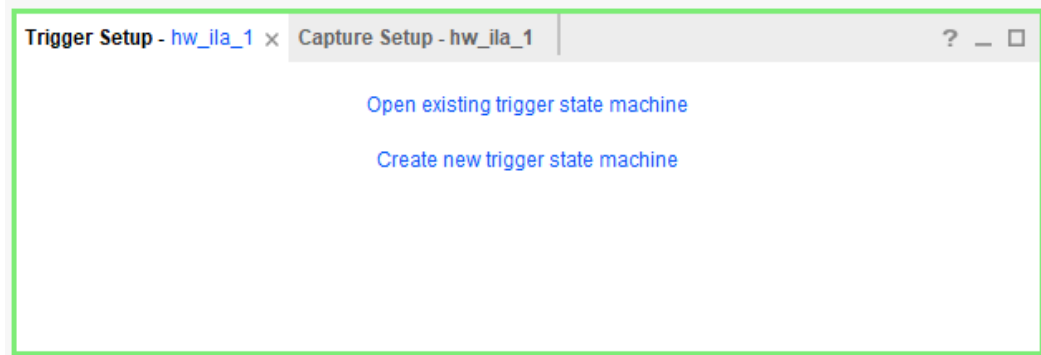 Trigger Setup - hw_ila_1 × Capture Setup - hw_ila_1 ? _ □
Open existing trigger state machine
Create new trigger state machine